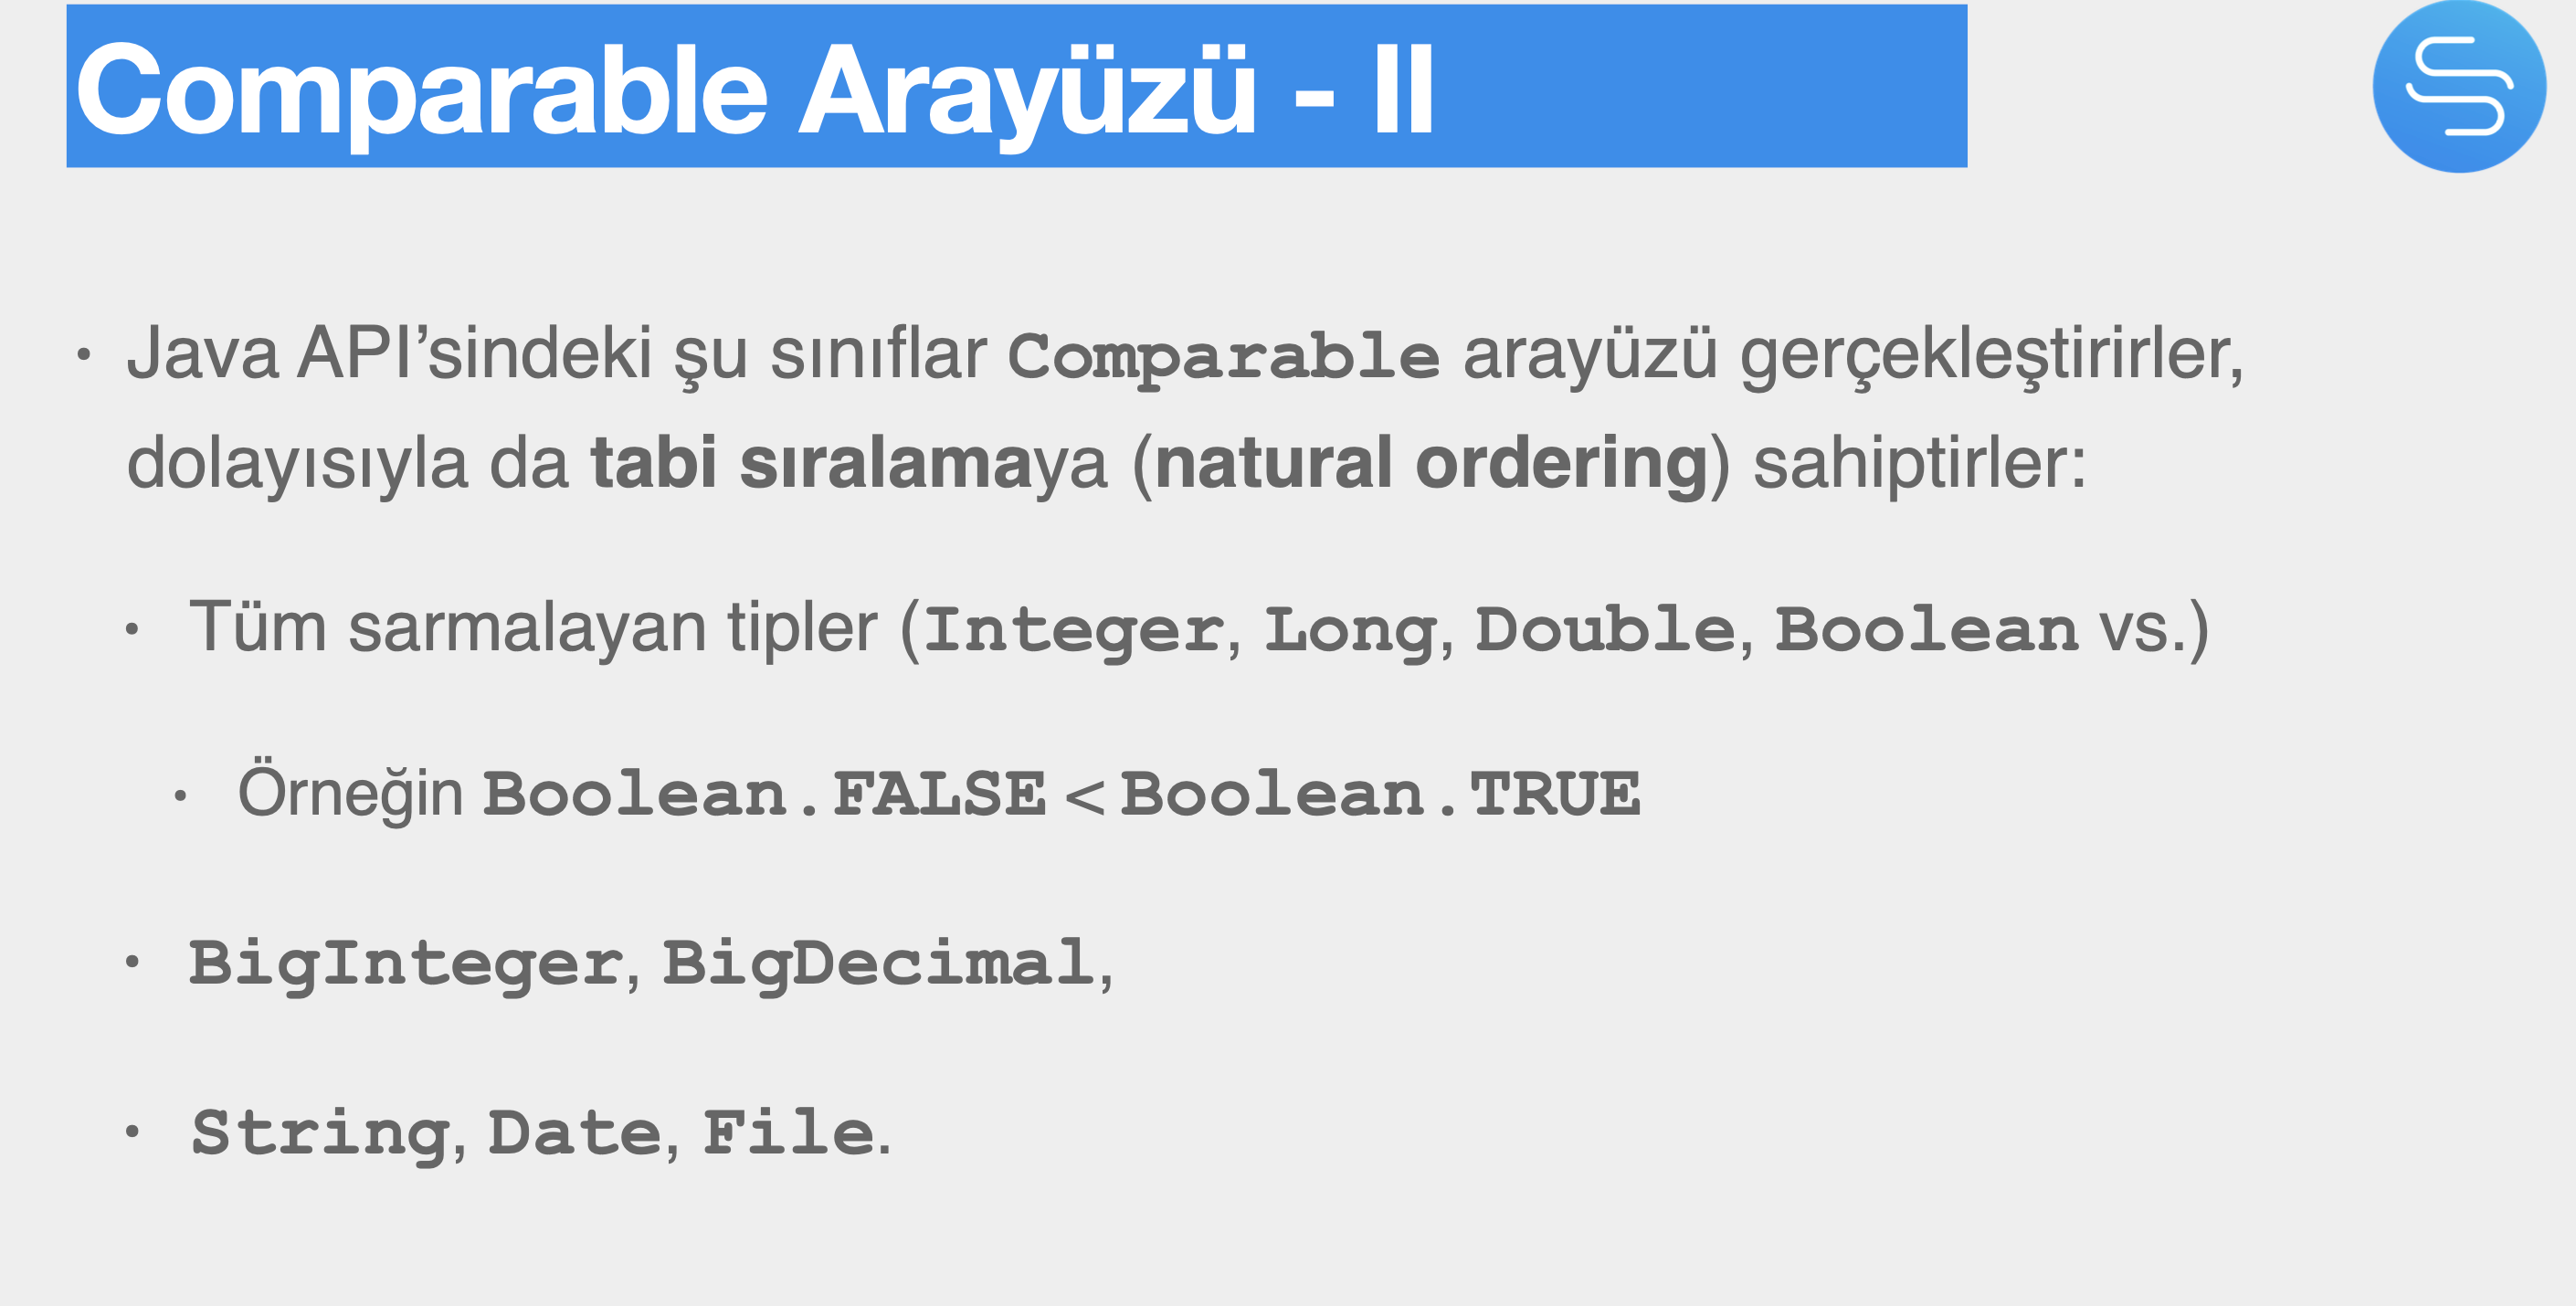 Comparable Arayüzü - II
• Java API’sindeki şu sınıflar Comparable arayüzü gerçekleştirirler,
dolayısıyla da tabi sıralamaya (natural ordering) sahiptirler:
• Tüm sarmalayan tipler (Integer, Long, Double, Boolean vs.)
• Örneğin Boolean.FALSE < Boolean.TRUE
• BigInteger, BigDecimal,
• String, Date, File.